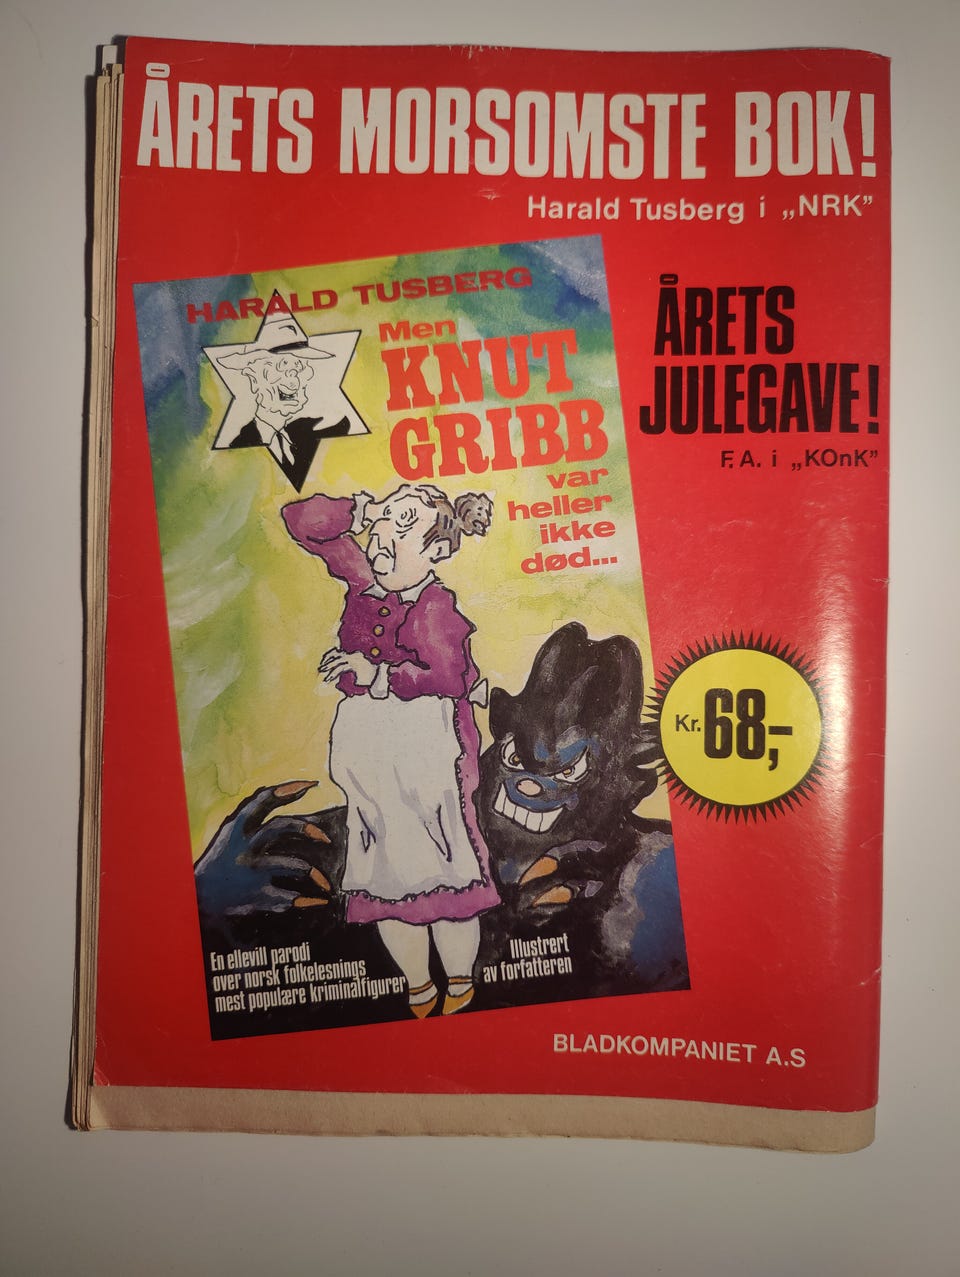 ÅRETS MORSOMSTE BOK!
Harald Tusberg i „NRK”
HARALD TUSBERG
Men
KNUT
GRIBB
var
heller
ikke
død...
ÅRETS
JULEGAVE!
F. A. i „KOnK”
Kr. 68,-
En ellevill parodi
over norsk folkelesnings
mest populære kriminalfigurer
Illustrert
av forfatteren
BLADKOMPANIET A.S